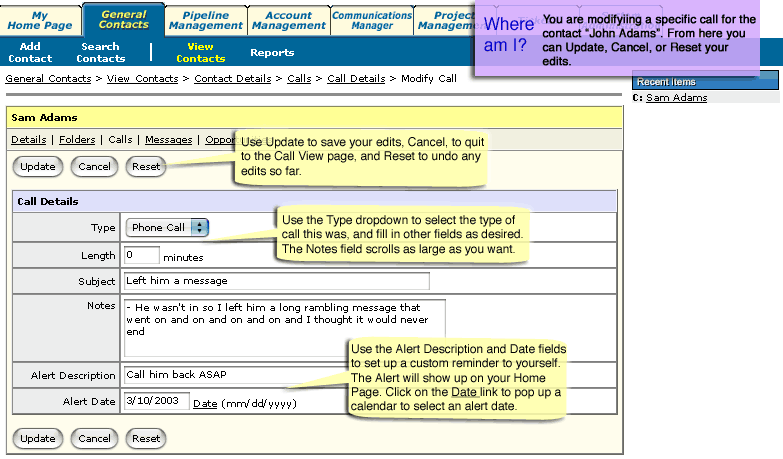 My
Home Page
General
Contacts
Pipeline
Management
Account
Management
Communications
Manager
Project
Where
am I?
You are modifyiing a specific call for the
contact "John Adams". From here you
can Update, Cancel, or Reset your
edits.
Add
Contact
Search
Contacts
View
Contacts
Reports
General Contacts > View Contacts > Contact Details > Calls > Call Details > Modify Call
Recent Items
C: Sam Adams
Sam Adams
Details | Folders | Calls | Messages |
Use Update to save your edits, Cancel, to quit
to the Call View page, and Reset to undo any
edits so far.
Update Cancel Reset
Call Details
Type Phone Call
Use the Type dropdown to select the type of
call this was, and fill in other fields as desired.
The Notes field scrolls as large as you want.
Length 0 minutes
Subject Left him a message
Notes - He wasn't in so I left him a long rambling message that
went on and on and on and on and I thought it would never
end
Use the Alert Description and Date fields
to set up a custom reminder to yourself.
The Alert will show up on your Home
Page. Click on the Date link to pop up a
calendar to select an alert date.
Alert Description Call him back ASAP
Alert Date 3/10/2003 Date (mm/dd/yyyy)
Update Cancel Reset